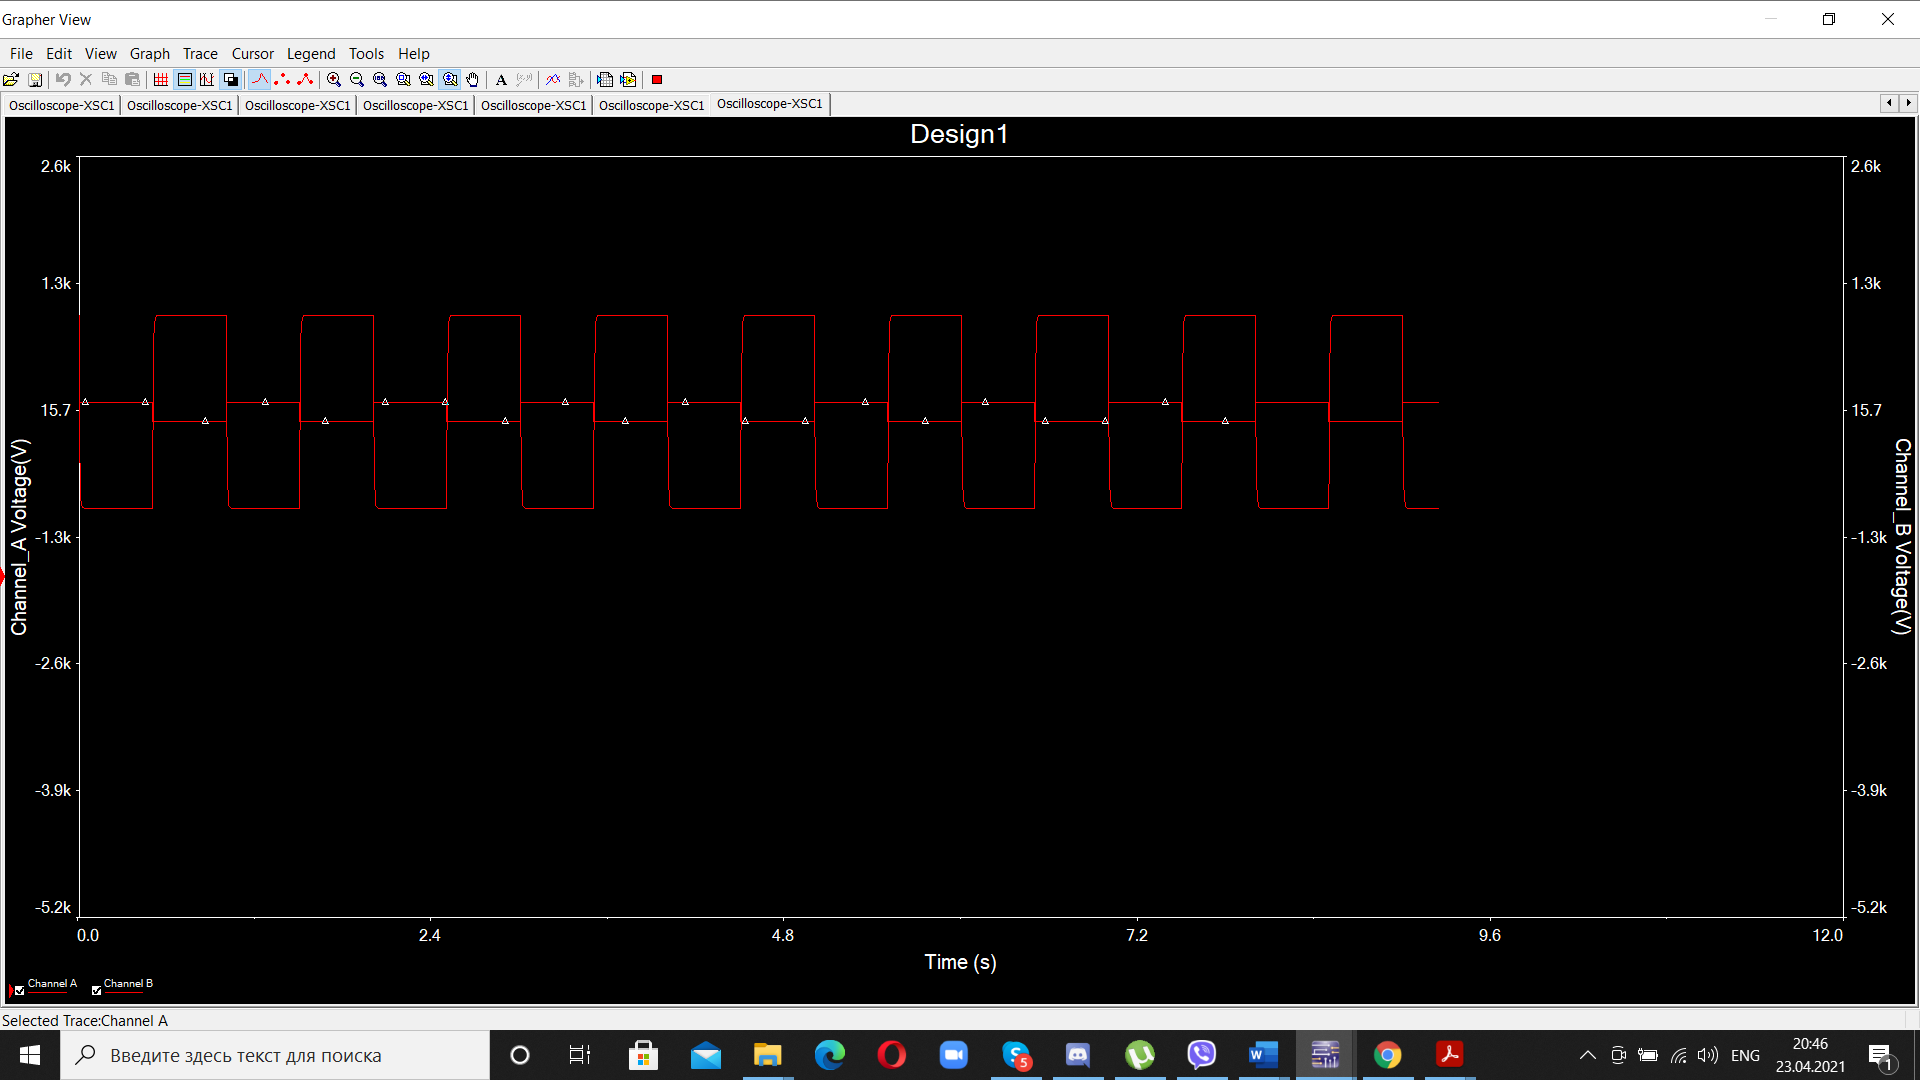 Grapher View
File Edit View Graph Trace Cursor Legend Tools Help
Oscilloscope-XSC1 Oscilloscope-XSC1 Oscilloscope-XSC1 Oscilloscope-XSC1 Oscilloscope-XSC1 Oscilloscope-XSC1 Oscilloscope-XSC1
Design1
2.6k 2.6k
1.3k 1.3k
15.7 15.7
Channel_A Voltage(V)
Channel_B Voltage(V)
-1.3k -1.3k
-2.6k -2.6k
-3.9k -3.9k
-5.2k -5.2k
0.0 2.4 4.8 7.2 9.6 12.0
Time (s)
Channel A Channel B
Selected Trace:Channel A
Введите здесь текст для поиска
5
ENG
20:46
23.04.2021
1